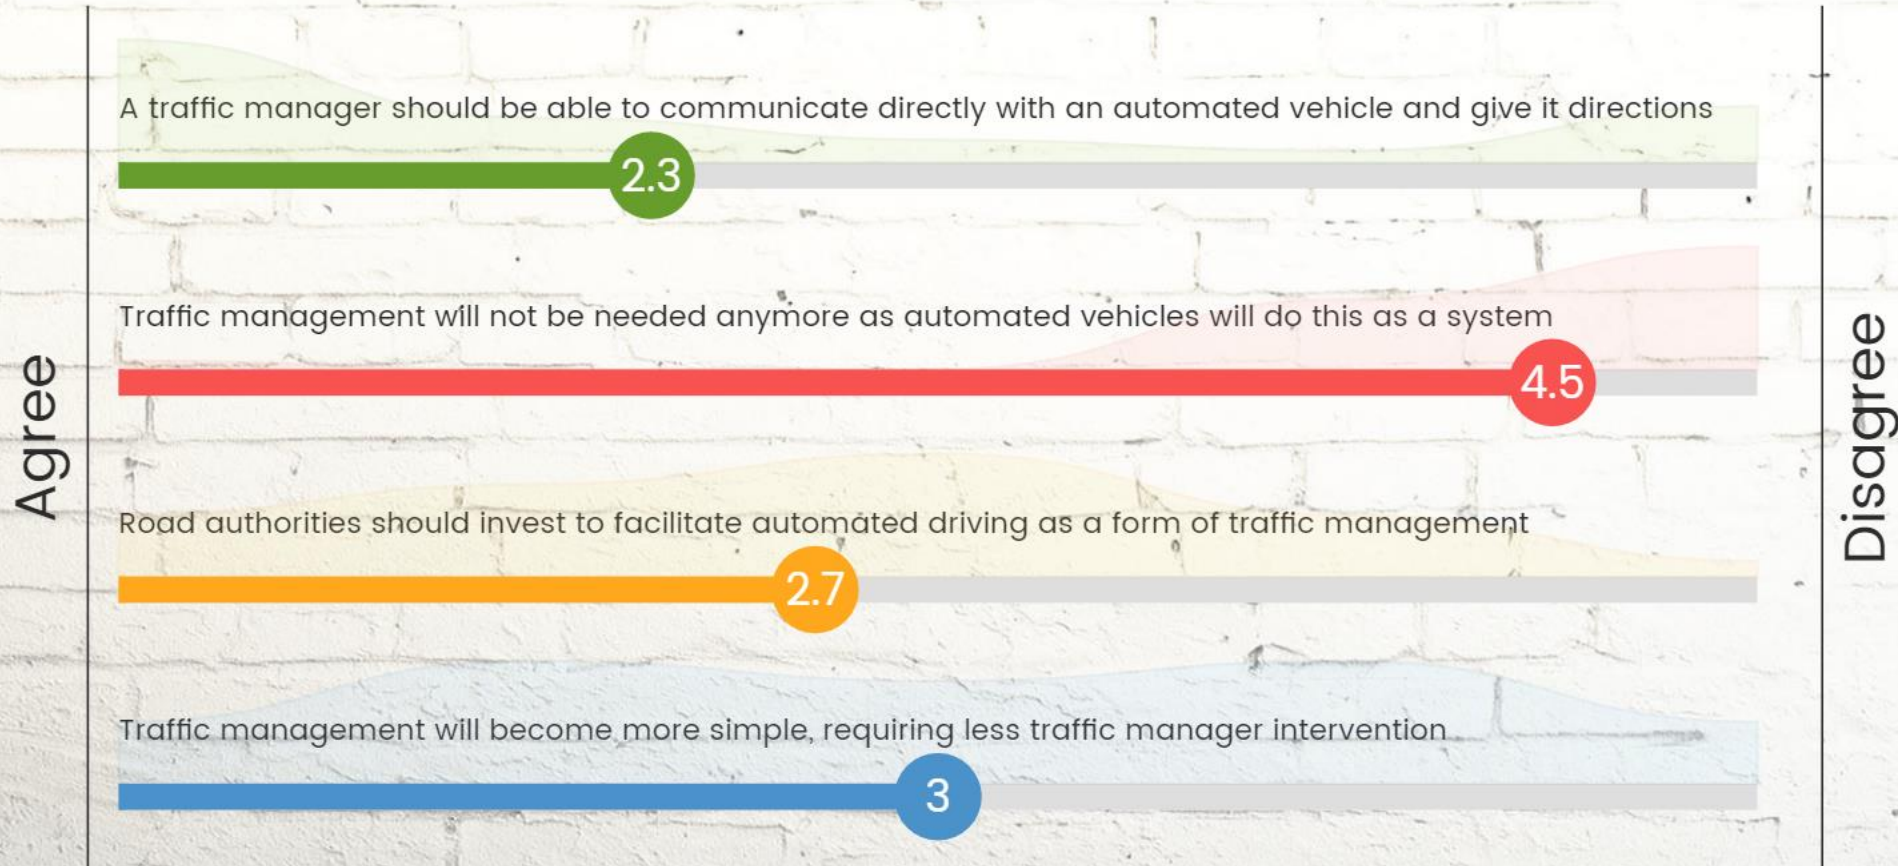 A traffic manager should be able to communicate directly with an automated vehicle and give it directions
2.3
Traffic management will not be needed anymore as automated vehicles will do this as a system
4.5
Agree
Disagree
Road authorities should invest to facilitate automated driving as a form of traffic management
2.7
Traffic management will become more simple, requiring less traffic manager intervention
3